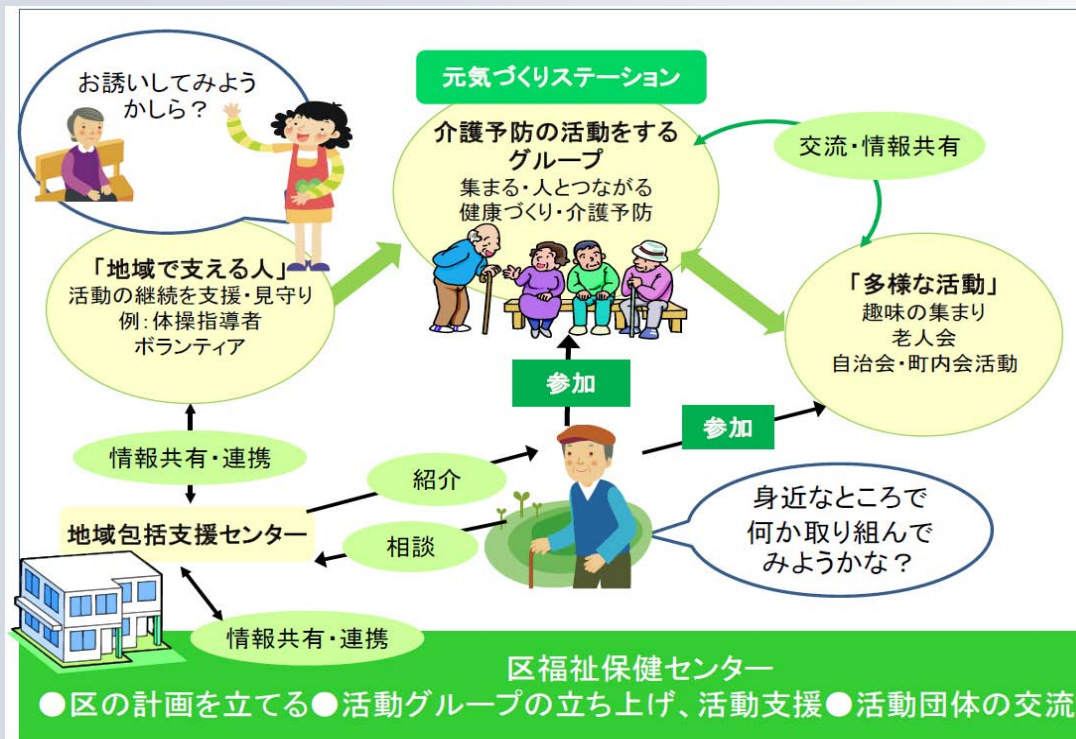 お誘いしてみよう
かしら?
元気づくりステーション
介護予防の活動をする
グループ
集まる・人とつながる
健康づくり・介護予防
交流・情報共有
「地域で支える人」
活動の継続を支援・見守り
例:体操指導者
ボランティア
「多様な活動」
趣味の集まり
老人会
自治会・町内会活動
参加
参加
情報共有・連携
紹介
地域包括支援センター
相談
身近なところで
何か取り組んで
みようかな?
情報共有・連携
区福祉保健センター
●区の計画を立てる●活動グループの立ち上げ、活動支援●活動団体の交流